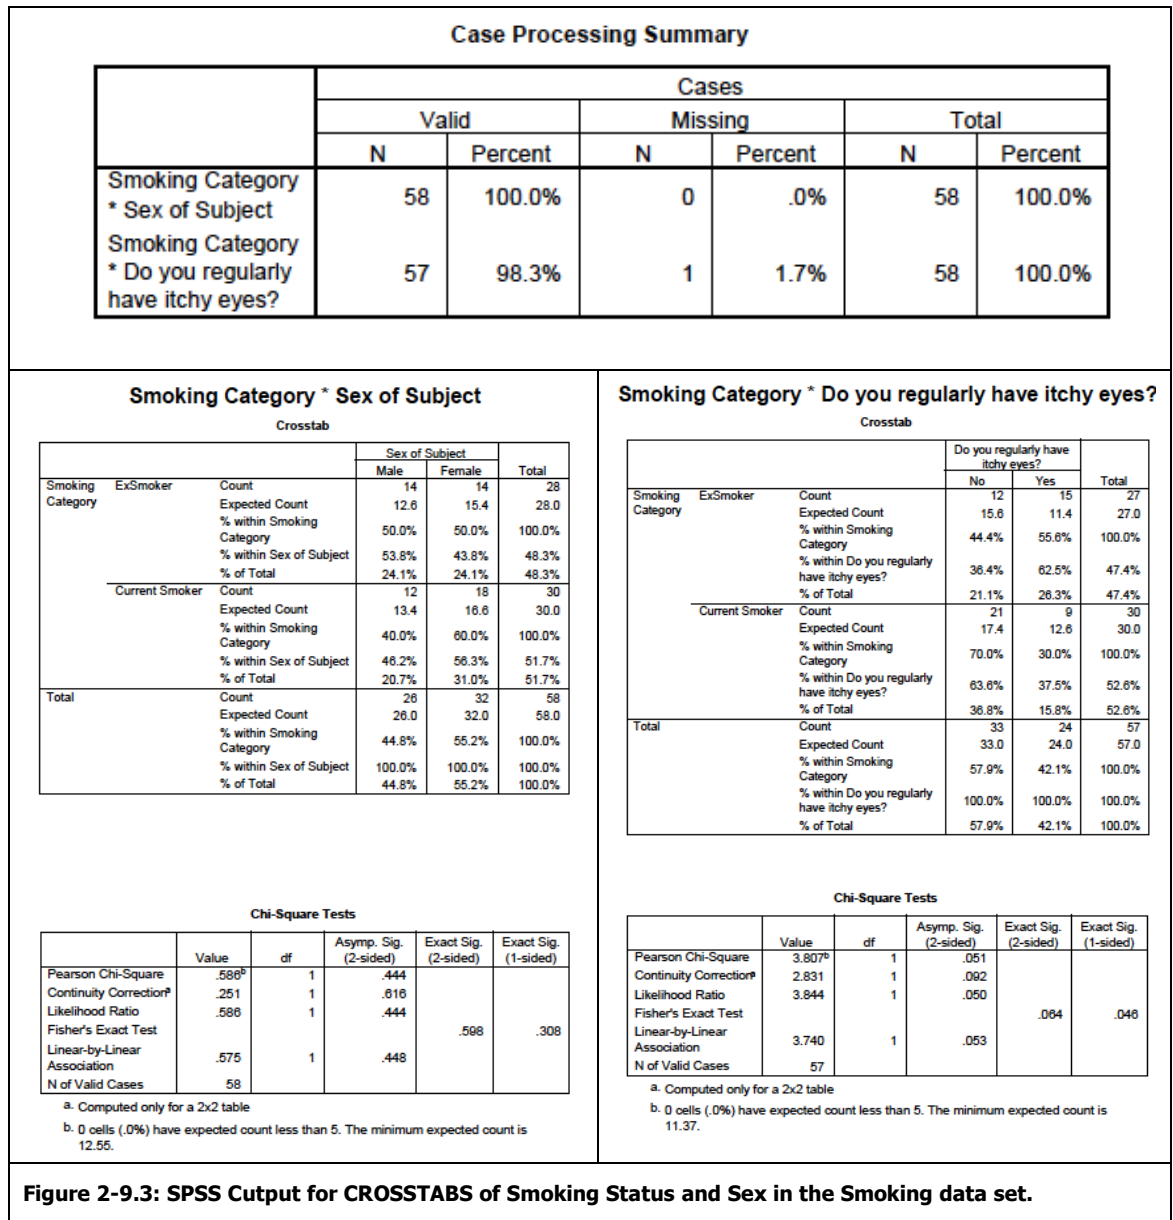 Case Processing Summary
Cases
Valid Missing Total
N Percent N Percent N Percent
Smoking Category
* Sex of Subject
58 100.0% 0 .0% 58 100.0%
Smoking Category
* Do you regularly
have itchy eyes?
57 98.3% 1 1.7% 58 100.0%
Smoking Category * Sex of Subject
Crosstab
Sex of Subject
Male Female Total
Smoking ExSmoker Count 14 14 28
Category Expected Count 12.6 15.4 28.0
% within Smoking
Category
50.0% 50.0% 100.0%
% within Sex of Subject 53.8% 43.8% 48.3%
% of Total 24.1% 24.1% 48.3%
Current Smoker Count 12 18 30
Expected Count 13.4 16.6 30.0
% within Smoking
Category
40.0% 60.0% 100.0%
% within Sex of Subject 46.2% 56.3% 51.7%
% of Total 20.7% 31.0% 51.7%
Total Count 26 32 58
Expected Count 26.0 32.0 58.0
% within Smoking
Category
44.8% 55.2% 100.0%
% within Sex of Subject 100.0% 100.0% 100.0%
% of Total 44.8% 55.2% 100.0%
Chi-Square Tests
Value df Asymp. Sig. (2-sided) Exact Sig. (2-sided) Exact Sig. (1-sided)
Pearson Chi-Square .586b 1 .444
Continuity Correctiona .251 1 .616
Likelihood Ratio .586 1 .444
Fisher's Exact Test .598 .308
Linear-by-Linear
Association
.575 1 .448
N of Valid Cases 58
a. Computed only for a 2x2 table
b. 0 cells (.0%) have expected count less than 5. The minimum expected count is
12.55.
Smoking Category * Do you regularly have itchy eyes?
Crosstab
Do you regularly have
itchy eyes?
No Yes Total
Smoking ExSmoker Count 12 15 27
Category Expected Count 15.6 11.4 27.0
% within Smoking
Category
44.4% 55.6% 100.0%
% within Do you regularly
have itchy eyes?
36.4% 62.5% 47.4%
% of Total 21.1% 26.3% 47.4%
Current Smoker Count 21 9 30
Expected Count 17.4 12.6 30.0
% within Smoking
Category
70.0% 30.0% 100.0%
% within Do you regularly
have itchy eyes?
63.6% 37.5% 52.6%
% of Total 36.8% 15.8% 52.6%
Total Count 33 24 57
Expected Count 33.0 24.0 57.0
% within Smoking
Category
57.9% 42.1% 100.0%
% within Do you regularly
have itchy eyes?
100.0% 100.0% 100.0%
% of Total 57.9% 42.1% 100.0%
Chi-Square Tests
Value df Asymp. Sig. (2-sided) Exact Sig. (2-sided) Exact Sig. (1-sided)
Pearson Chi-Square 3.807b 1 .051
Continuity Correctiona 2.831 1 .092
Likelihood Ratio 3.844 1 .050
Fisher's Exact Test .064 .046
Linear-by-Linear
Association
3.740 1 .053
N of Valid Cases 57
a. Computed only for a 2x2 table
b. 0 cells (.0%) have expected count less than 5. The minimum expected count is
11.37.
Figure 2-9.3: SPSS Cutput for CROSSTABS of Smoking Status and Sex in the Smoking data set.